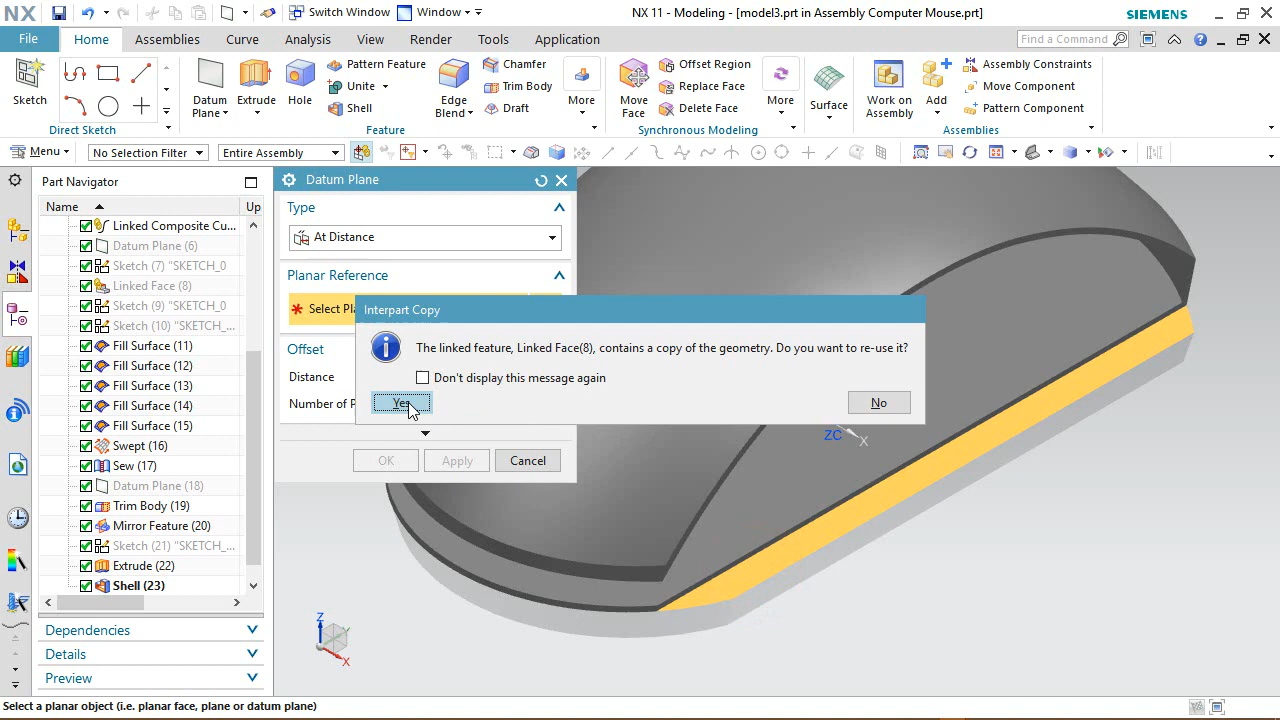 NX
Switch Window
Window
NX 11 - Modeling - [model3.prt in Assembly Computer Mouse.prt]
SIEMENS
File
Home
Assemblies
Curve
Analysis
View
Render
Tools
Application
Find a Command
Sketch
Direct Sketch
Datum Plane
Extrude
Hole
Pattern Feature
Unite
Shell
Edge Blend
Chamfer
Trim Body
Draft
More
Feature
Move Face
Offset Region
Replace Face
Delete Face
More
Synchronous Modeling
Surface
Work on Assembly
Add
Assembly Constraints
Move Component
Pattern Component
Assemblies
Menu
No Selection Filter
Entire Assembly
Part Navigator
Name
Up
Linked Composite Cu...
Datum Plane (6)
Sketch (7) "SKETCH_0
Linked Face (8)
Sketch (9) "SKETCH_0
Sketch (10) "SKETCH_...
Fill Surface (11)
Fill Surface (12)
Fill Surface (13)
Fill Surface (14)
Fill Surface (15)
Swept (16)
Sew (17)
Datum Plane (18)
Trim Body (19)
Mirror Feature (20)
Sketch (21) "SKETCH_...
Extrude (22)
Shell (23)
Dependencies
Details
Preview
Datum Plane
Type
At Distance
Planar Reference
* Select Pla
Offset
Distance
Number of P
OK
Apply
Cancel
Interpart Copy
The linked feature, Linked Face(8), contains a copy of the geometry. Do you want to re-use it?
Don't display this message again
Yes
No
ZC
X
Z
Y
X
Select a planar object (i.e. planar face, plane or datum plane)